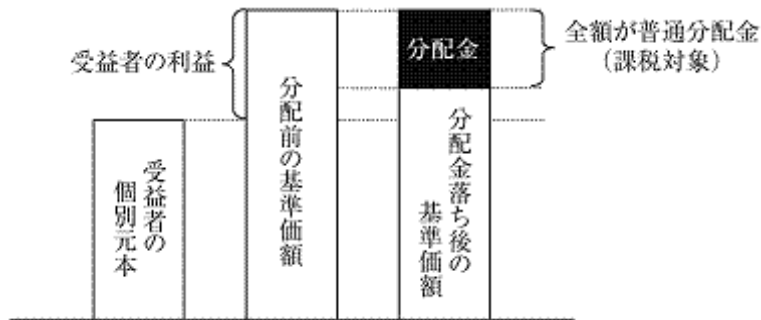 受益者の利益
分配金
全額が普通分配金
（課税対象）
受益者の
個別元本
分配前の基準価額
分配金落ち後の
基準価額